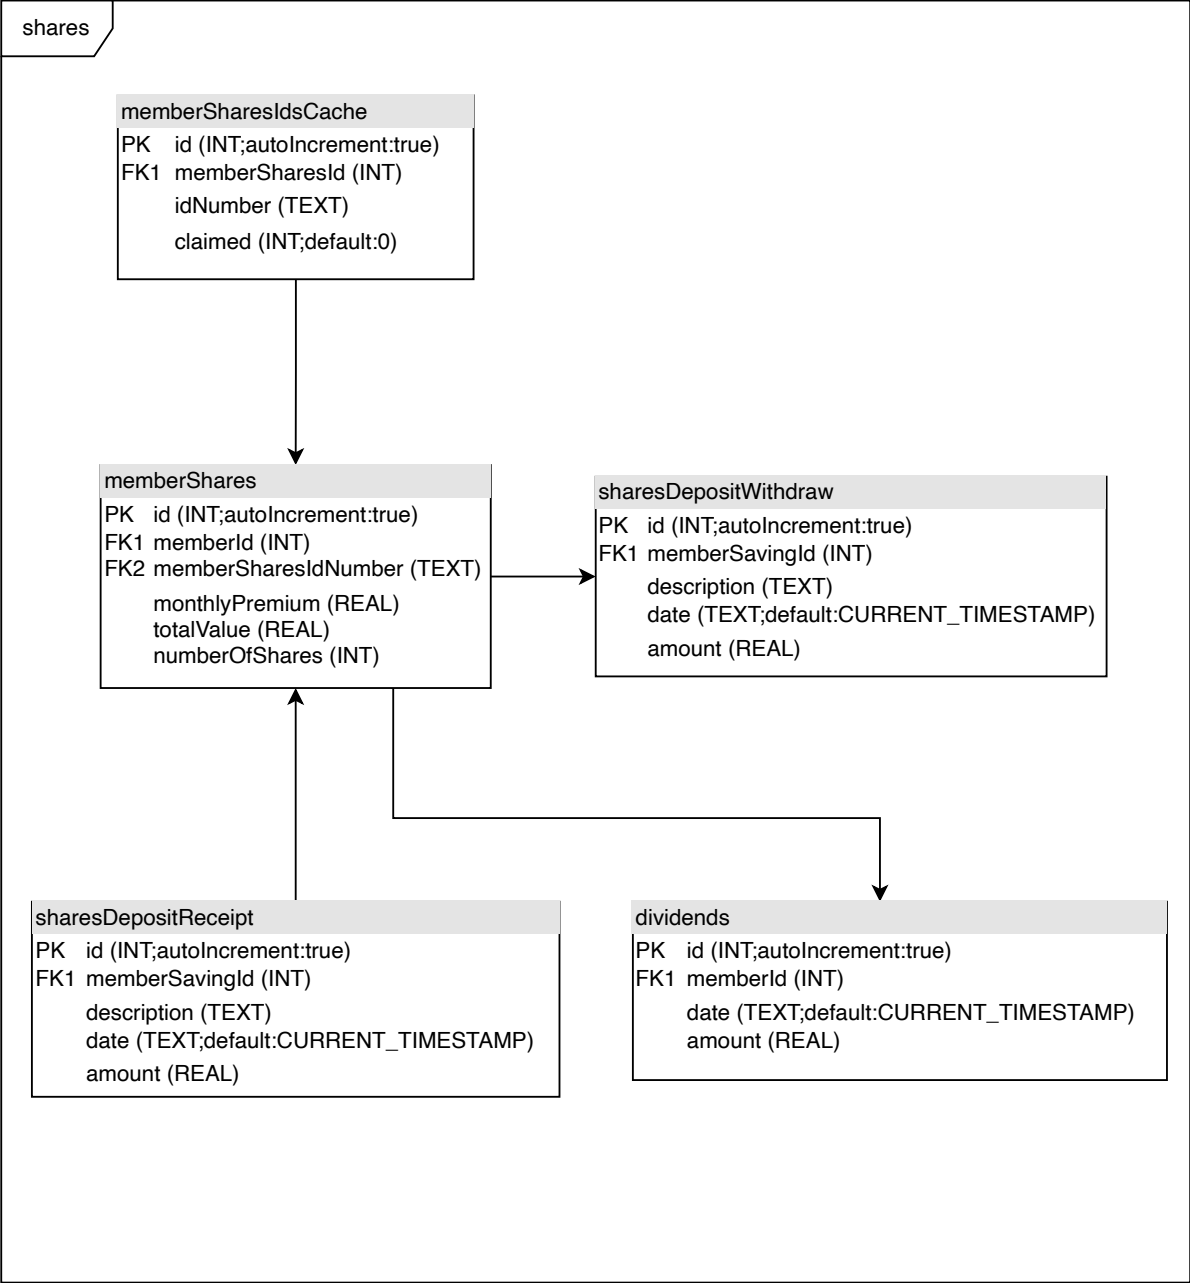 shares
memberSharesIdsCache
PK id (INT;autoIncrement:true)
FK1 memberSharesId (INT)
idNumber (TEXT)
claimed (INT;default:0)
memberShares
PK id (INT;autoIncrement:true)
FK1 memberId (INT)
FK2 memberSharesIdNumber (TEXT)
monthlyPremium (REAL)
totalValue (REAL)
numberOfShares (INT)
sharesDepositWithdraw
PK id (INT;autoIncrement:true)
FK1 memberSavingId (INT)
description (TEXT)
date (TEXT;default:CURRENT_TIMESTAMP)
amount (REAL)
sharesDepositReceipt
PK id (INT;autoIncrement:true)
FK1 memberSavingId (INT)
description (TEXT)
date (TEXT;default:CURRENT_TIMESTAMP)
amount (REAL)
dividends
PK id (INT;autoIncrement:true)
FK1 memberId (INT)
date (TEXT;default:CURRENT_TIMESTAMP)
amount (REAL)